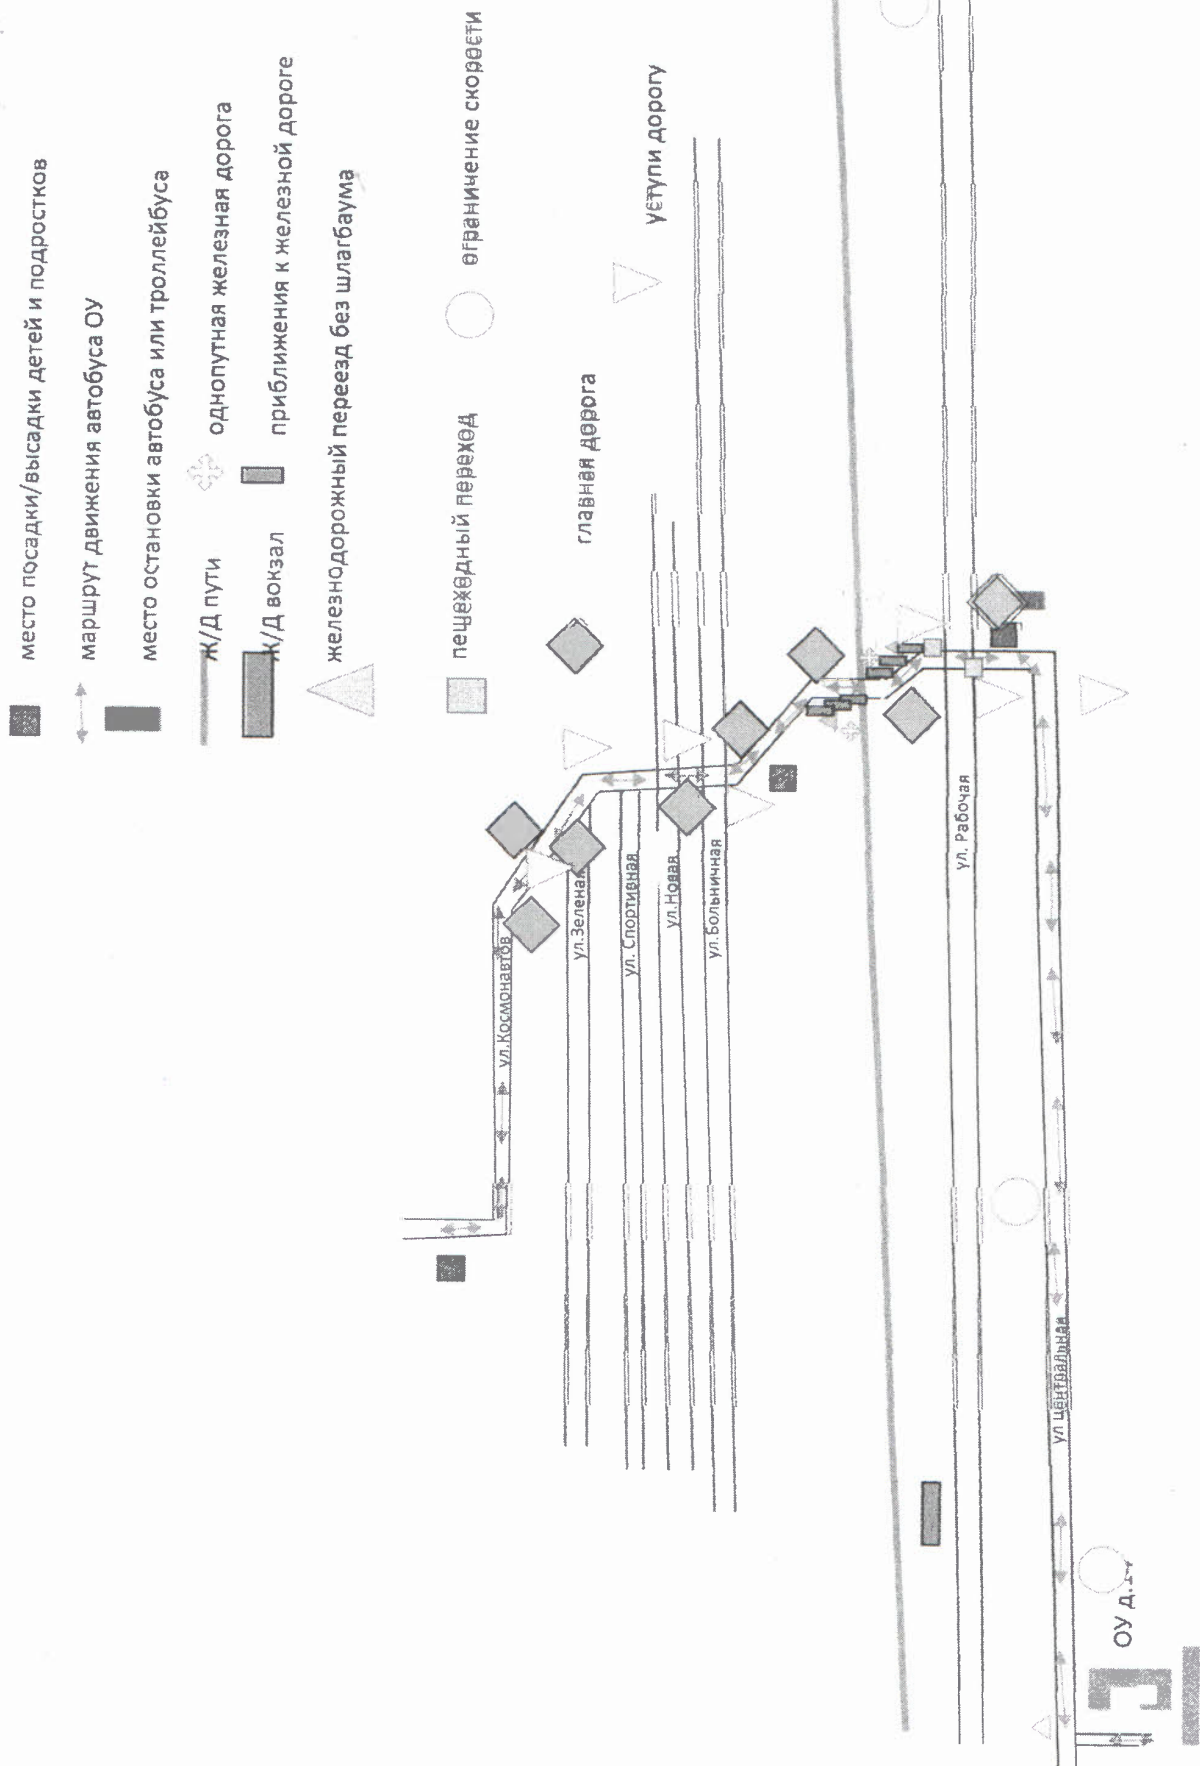 место посадки/высадки детей и подростков
маршрут движения автобуса ОУ
место остановки автобуса или троллейбуса
Ж/Д пути
однопутная железная дорога
Ж/Д вокзал
приближения к железной дороге
железнодорожный переезд без шлагбаума
пешеходный переход
ограничение скорости
главная дорога
уступи дорогу
ул.Космонавтов
ул.Зеленая
ул. Спортивная
ул.Новая
ул.Больничная
ул. Рабочая
ул центральная
ОУ д.